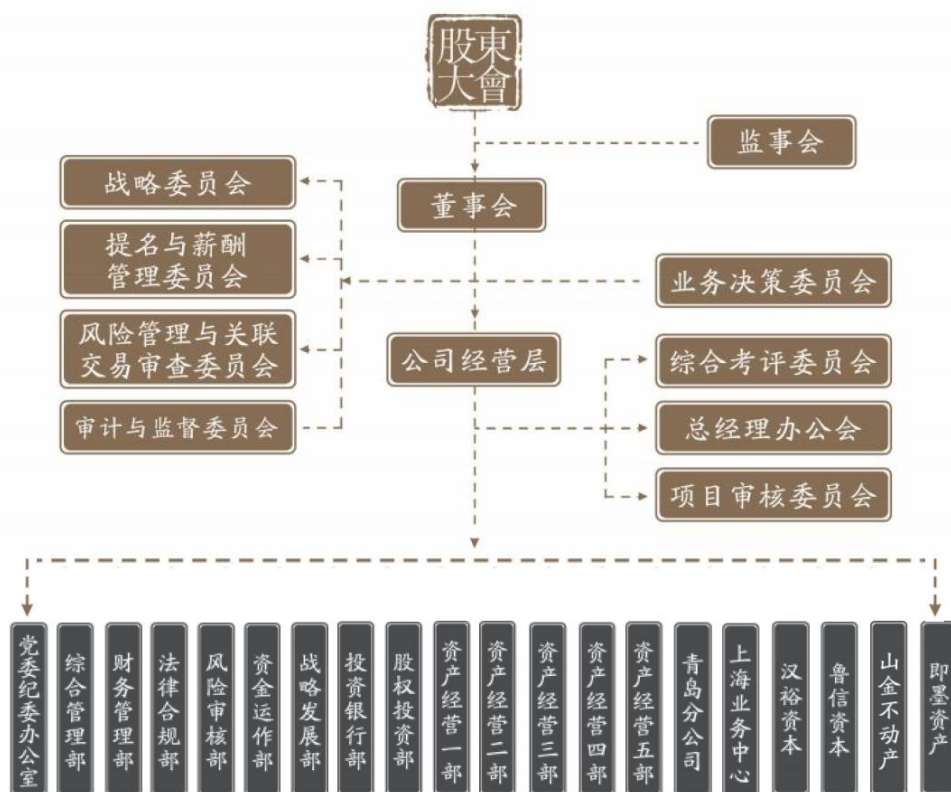 股東
大會
监事会
董事会
战略委员会
提名与薪酬
管理委员会
风险管理与关联
交易审查委员会
审计与监督委员会
业务决策委员会
公司经营层
综合考评委员会
总经理办公会
项目审核委员会
党委纪委办公室
综合管理部
财务管理部
法律合规部
风险审核部
资金运作部
战略发展部
投资银行部
股权投资部
资产经营一部
资产经营二部
资产经营三部
资产经营四部
资产经营五部
青岛分公司
上海业务中心
汉裕资本
鲁信资本
山金不动产
即墨资产